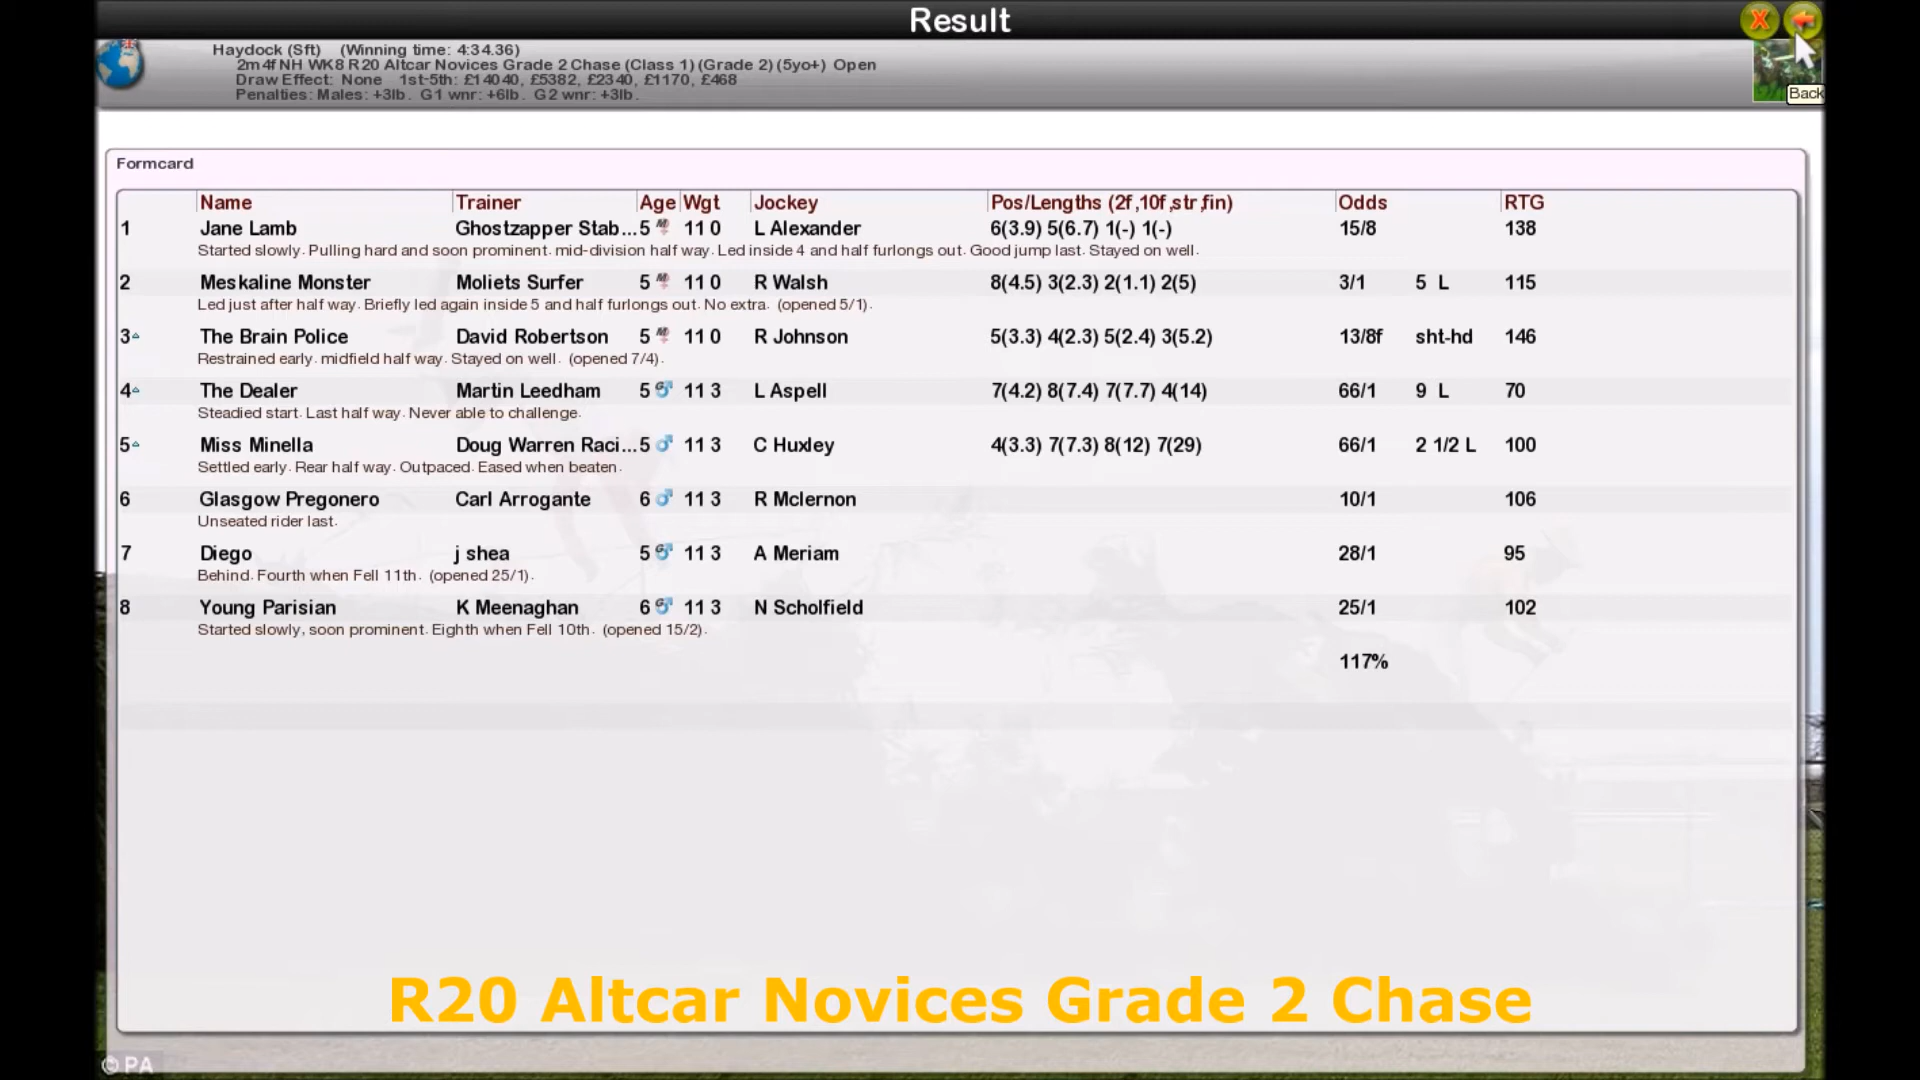 Result
Haydock (Sft) (Winning time: 4:34.36)
2m4f NH WK8 R20 Altcar Novices Grade 2 Chase (Class 1) (Grade 2) (5yo+) Open
Draw Effect: None 1st-5th: £14040, £5382, £2340, £1170, £468
Penalties: Males: +3lb. G1 wnr: +6lb. G2 wnr: +3lb.
Back
Formcard
Name Trainer Age Wgt Jockey Pos/Lengths (2f,10f,str,fin) Odds RTG
1 Jane Lamb Ghostzapper Stab... 5 11 0 L Alexander 6(3.9) 5(6.7) 1(-) 1(-) 15/8 138
Started slowly. Pulling hard and soon prominent. mid-division half way. Led inside 4 and half furlongs out. Good jump last. Stayed on well.
2 Meskaline Monster Moliets Surfer 5 11 0 R Walsh 8(4.5) 3(2.3) 2(1.1) 2(5) 3/1 5 L 115
Led just after half way. Briefly led again inside 5 and half furlongs out. No extra. (opened 5/1).
3 The Brain Police David Robertson 5 11 0 R Johnson 5(3.3) 4(2.3) 5(2.4) 3(5.2) 13/8f sht-hd 146
Restrained early. midfield half way. Stayed on well. (opened 7/4).
4 The Dealer Martin Leedham 5 11 3 L Aspell 7(4.2) 8(7.4) 7(7.7) 4(14) 66/1 9 L 70
Steadied start. Last half way. Never able to challenge.
5 Miss Minella Doug Warren Raci... 5 11 3 C Huxley 4(3.3) 7(7.3) 8(12) 7(29) 66/1 2 1/2 L 100
Settled early. Rear half way. Outpaced. Eased when beaten.
6 Glasgow Pregonero Carl Arrogante 6 11 3 R Mclernon 10/1 106
Unseated rider last.
7 Diego j shea 5 11 3 A Meriam 28/1 95
Behind. Fourth when Fell 11th. (opened 25/1).
8 Young Parisian K Meenaghan 6 11 3 N Scholfield 25/1 102
Started slowly, soon prominent. Eighth when Fell 10th. (opened 15/2).
117%
R20 Altcar Novices Grade 2 Chase
© PA